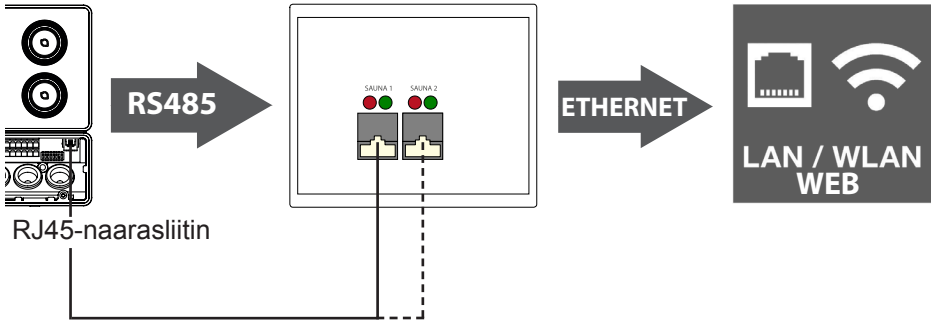 RS485
SAUNA 1
SAUNA 2
ETHERNET
LAN / WLAN
WEB
RJ45-naarasliitin